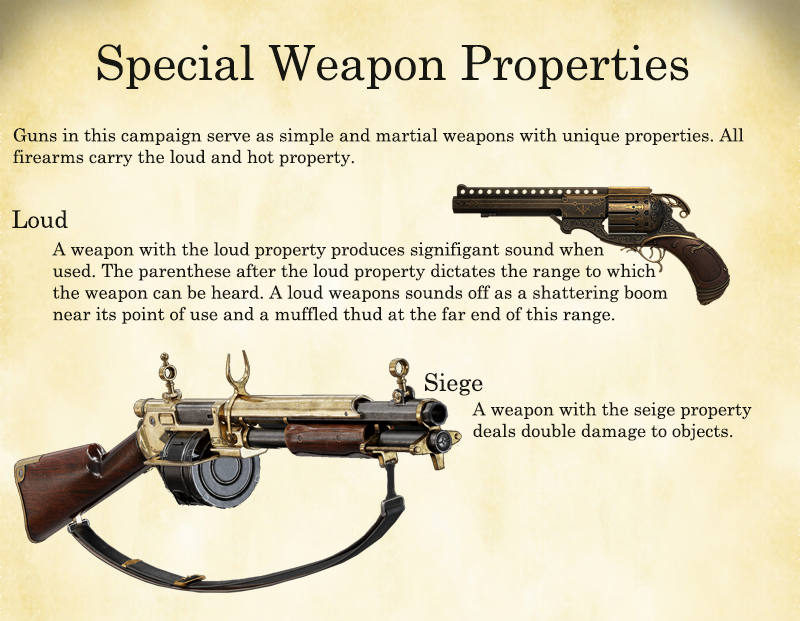 Special Weapon Properties
Guns in this campaign serve as simple and martial weapons with unique properties. All
firearms carry the loud and hot property.
Loud
A weapon with the loud property produces signifigant sound when
used. The parenthese after the loud property dictates the range to which
the weapon can be heard. A loud weapons sounds off as a shattering boom
near its point of use and a muffled thud at the far end of this range.
Siege
A weapon with the seige property
deals double damage to objects.